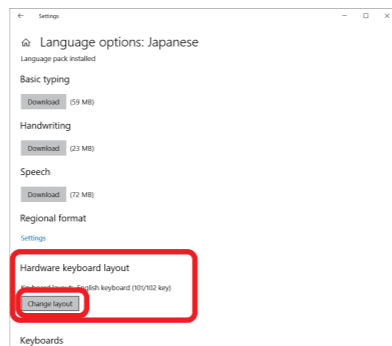 Settings
Language options: Japanese
Language pack installed
Basic typing
Download (59 MB)
Handwriting
Download (23 MB)
Speech
Download (72 MB)
Regional format
Settings
Hardware keyboard layout
Keyboard layout: English keyboard (101/102 key)
Change layout
Keyboards